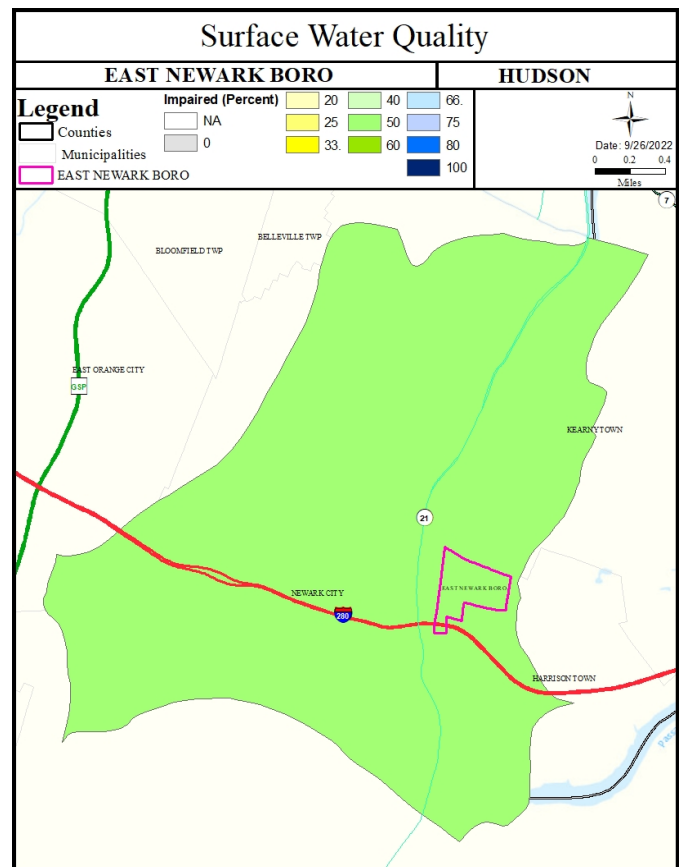 Surface Water Quality
EAST NEWARK BORO
HUDSON
Legend
Counties
Municipalities
EAST NEWARK BORO
Impaired (Percent)
NA
0
20
25
33.
40
50
60
66.
75
80
100
N
Date: 9/26/2022
0 0.2 0.4
Miles
7
BELLEVILLE TWP
BLOOMFIELD TWP
EAST ORANGE CITY
GSP
KEARNY TOWN
21
EAST NEWARK BORO
NEWARK CITY
280
HARRISON TOWN